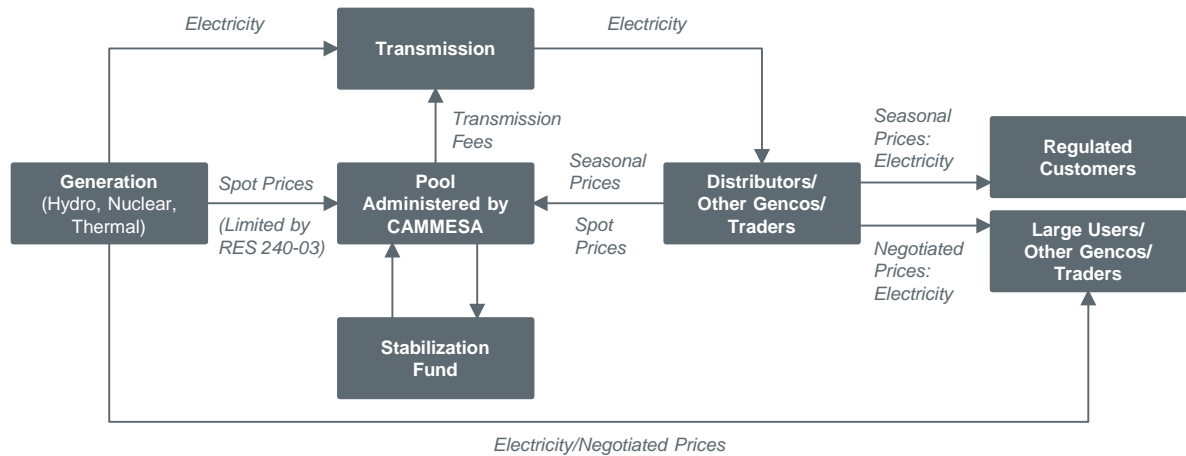 Electricity
Transmission
Electricity
Transmission
Fees
Seasonal
Prices:
Electricity
Regulated
Customers
Generation
(Hydro, Nuclear,
Thermal)
Spot Prices
(Limited by
RES 240-03)
Pool
Administered by
CAMMESA
Seasonal
Prices
Spot
Prices
Distributors/
Other Gencos/
Traders
Negotiated
Prices:
Electricity
Large Users/
Other Gencos/
Traders
Stabilization
Fund
Electricity/Negotiated Prices